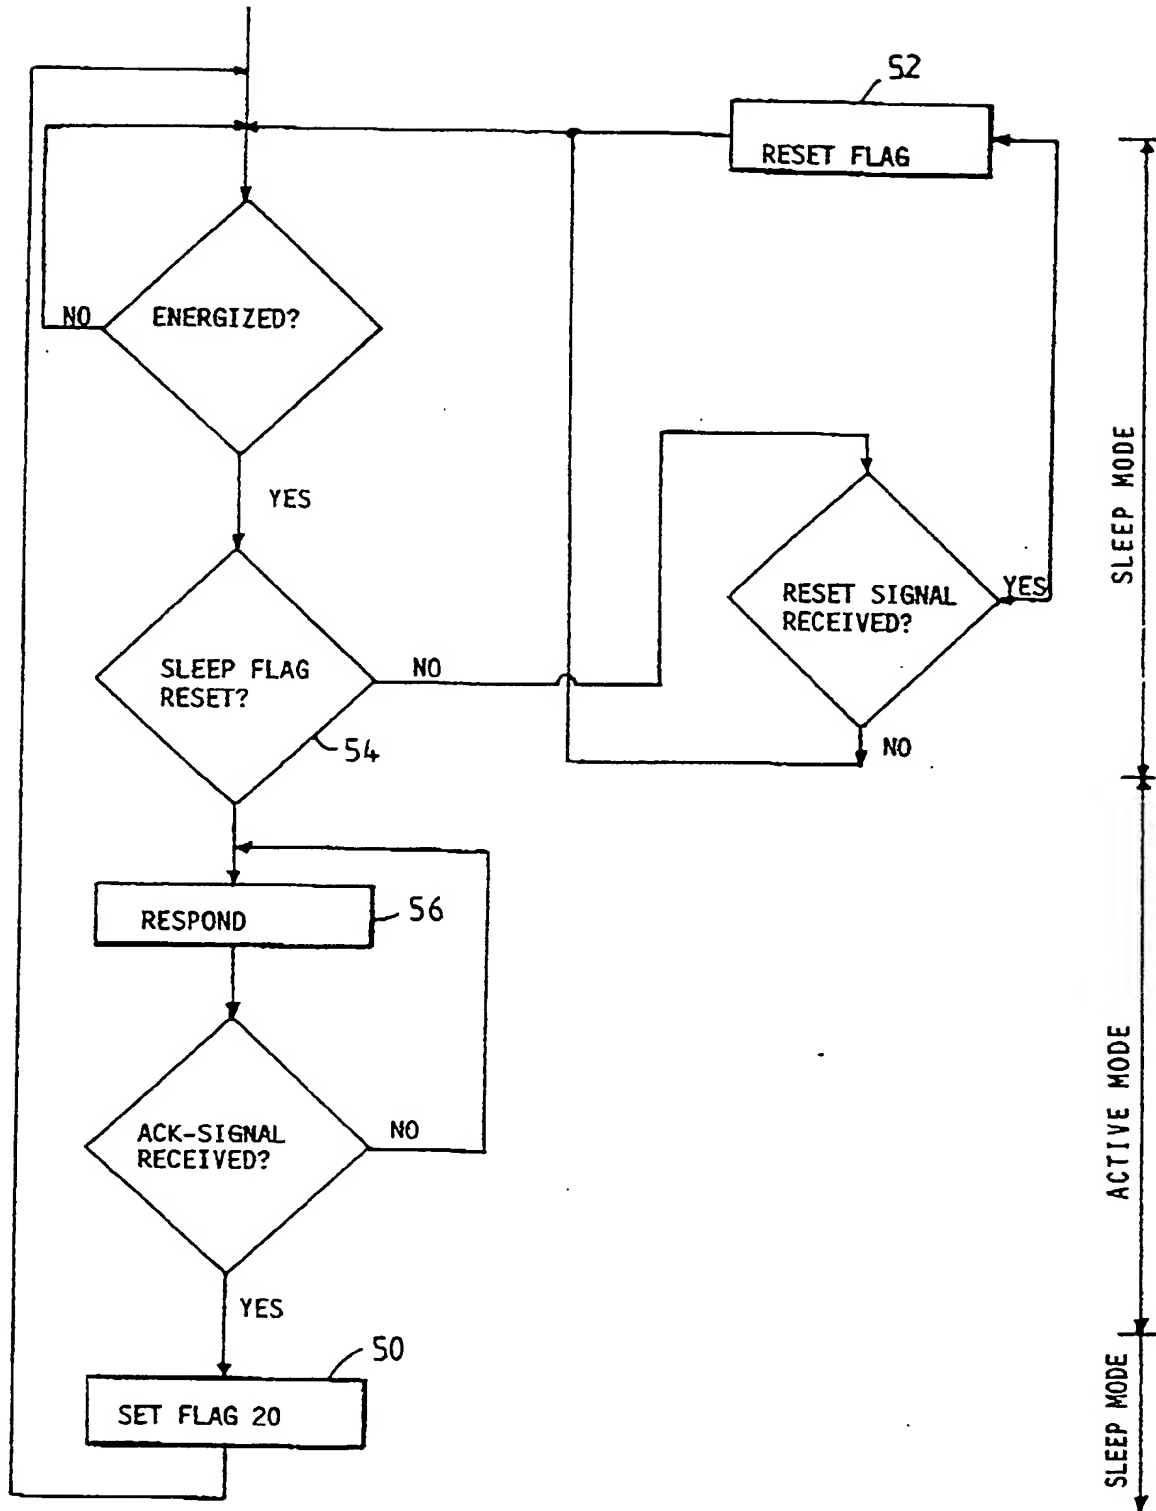 52
RESET FLAG
NO
ENERGIZED?
YES
SLEEP MODE
RESET SIGNAL
RECEIVED?
YES
SLEEP FLAG
RESET?
NO
54
NO
RESPOND
56
ACTIVE MODE
ACK-SIGNAL
RECEIVED?
NO
YES
50
SET FLAG 20
SLEEP MODE